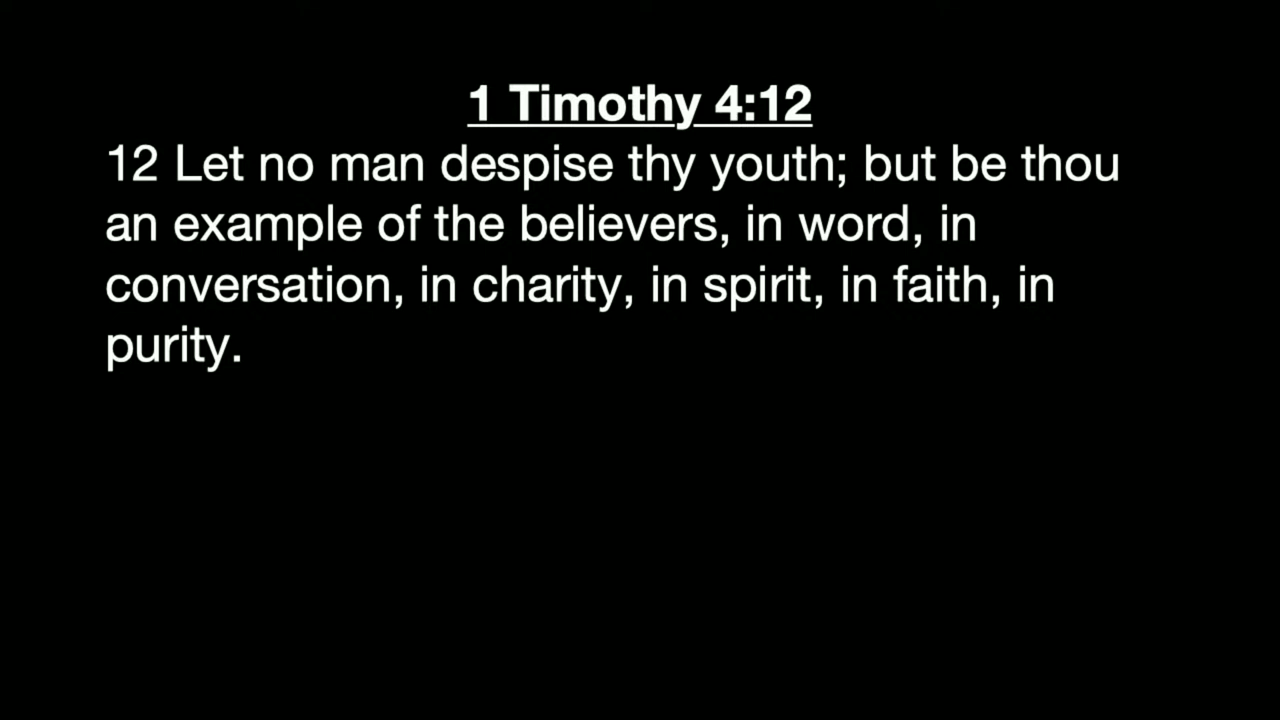 1 Timothy 4:12
12 Let no man despise thy youth; but be thou
an example of the believers, in word, in
conversation, in charity, in spirit, in faith, in
purity.